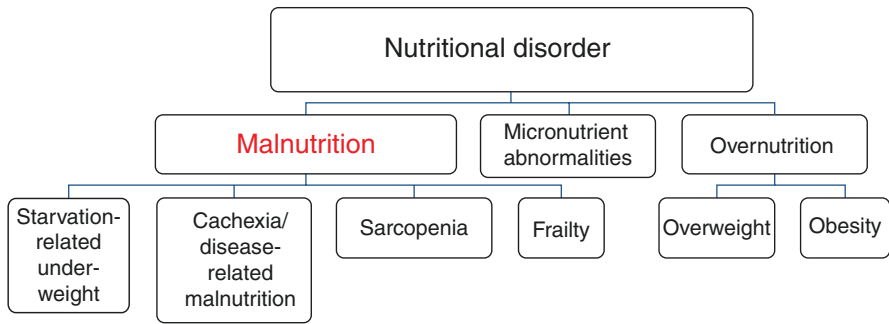 Nutritional disorder
Malnutrition
Micronutrient
abnormalities
Overnutrition
Starvation-
related
under-
weight
Cachexia/
disease-
related
malnutrition
Sarcopenia
Frailty
Overweight
Obesity